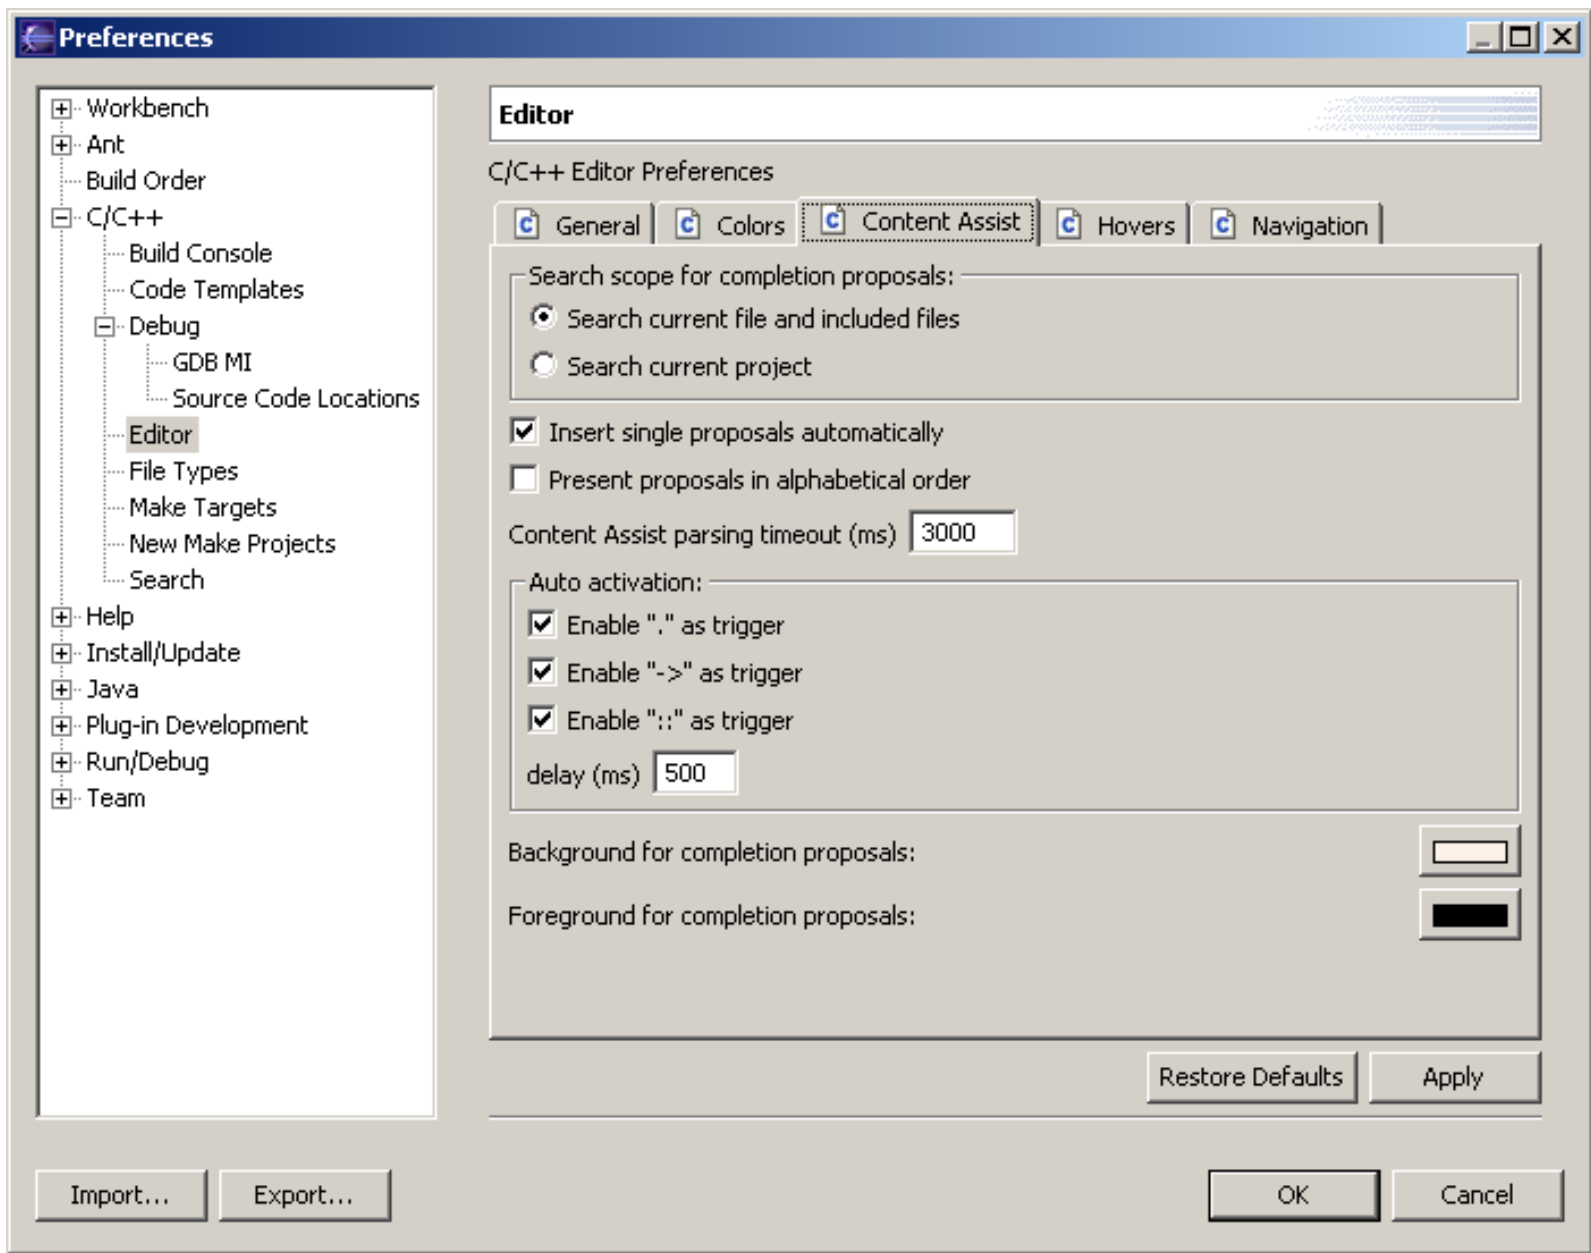 Preferences
Workbench
Ant
Build Order
C/C++
Build Console
Code Templates
Debug
GDB MI
Source Code Locations
Editor
File Types
Make Targets
New Make Projects
Search
Help
Install/Update
Java
Plug-in Development
Run/Debug
Team
Editor
C/C++ Editor Preferences
General Colors Content Assist Hovers Navigation
Search scope for completion proposals:
Search current file and included files
Search current project
Insert single proposals automatically
Present proposals in alphabetical order
Content Assist parsing timeout (ms) 3000
Auto activation:
Enable "." as trigger
Enable "->" as trigger
Enable "::" as trigger
delay (ms) 500
Background for completion proposals:
Foreground for completion proposals:
Restore Defaults Apply
Import... Export... OK Cancel